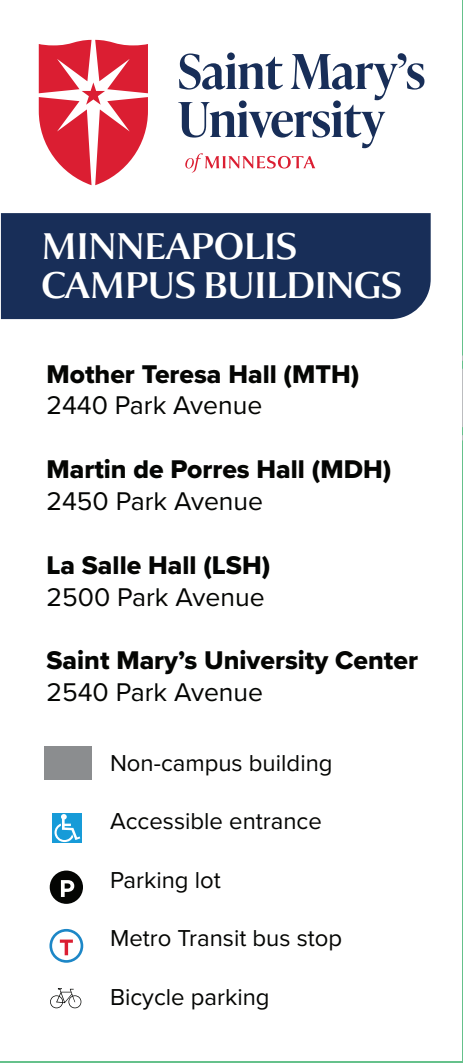 Saint Mary's
University
of MINNESOTA
MINNEAPOLIS
CAMPUS BUILDINGS
Mother Teresa Hall (MTH)
2440 Park Avenue
Martin de Porres Hall (MDH)
2450 Park Avenue
La Salle Hall (LSH)
2500 Park Avenue
Saint Mary's University Center
2540 Park Avenue
Non-campus building
Accessible entrance
P Parking lot
T Metro Transit bus stop
Bicycle parking